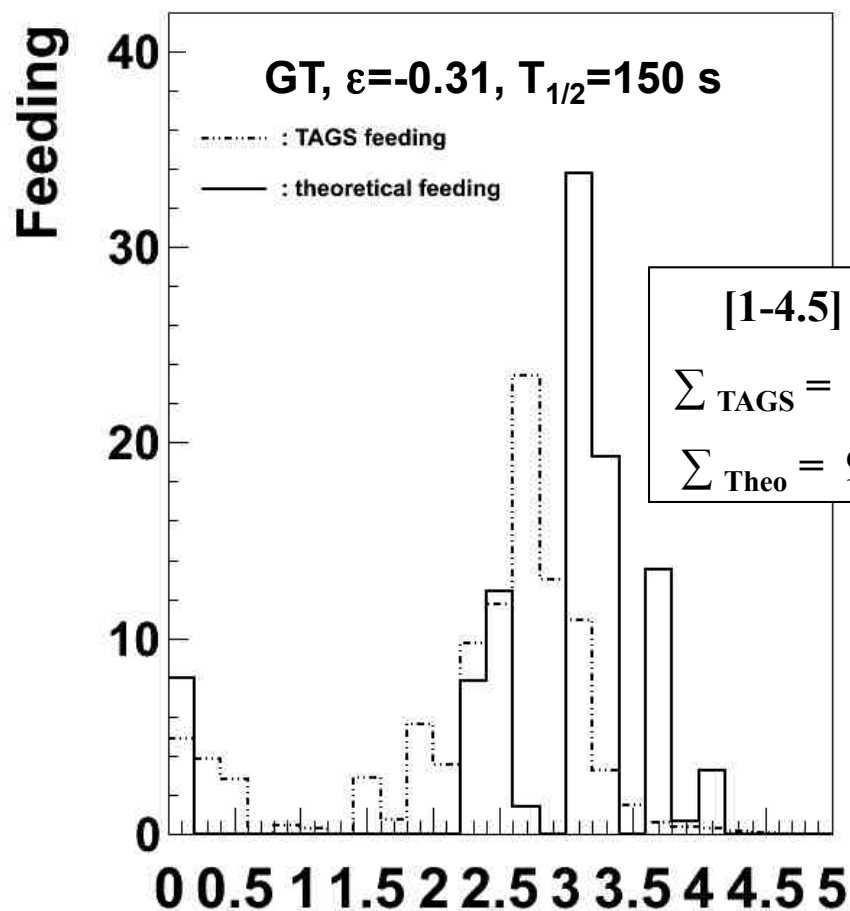 Feeding
40
30
20
10
0
GT, ε=-0.31, T1/2=150 s
: TAGS feeding
: theoretical feeding
[1-4.5]
∑ TAGS =
∑ Theo = 9
0 0.5 1 1.5 2 2.5 3 3.5 4 4.5 5